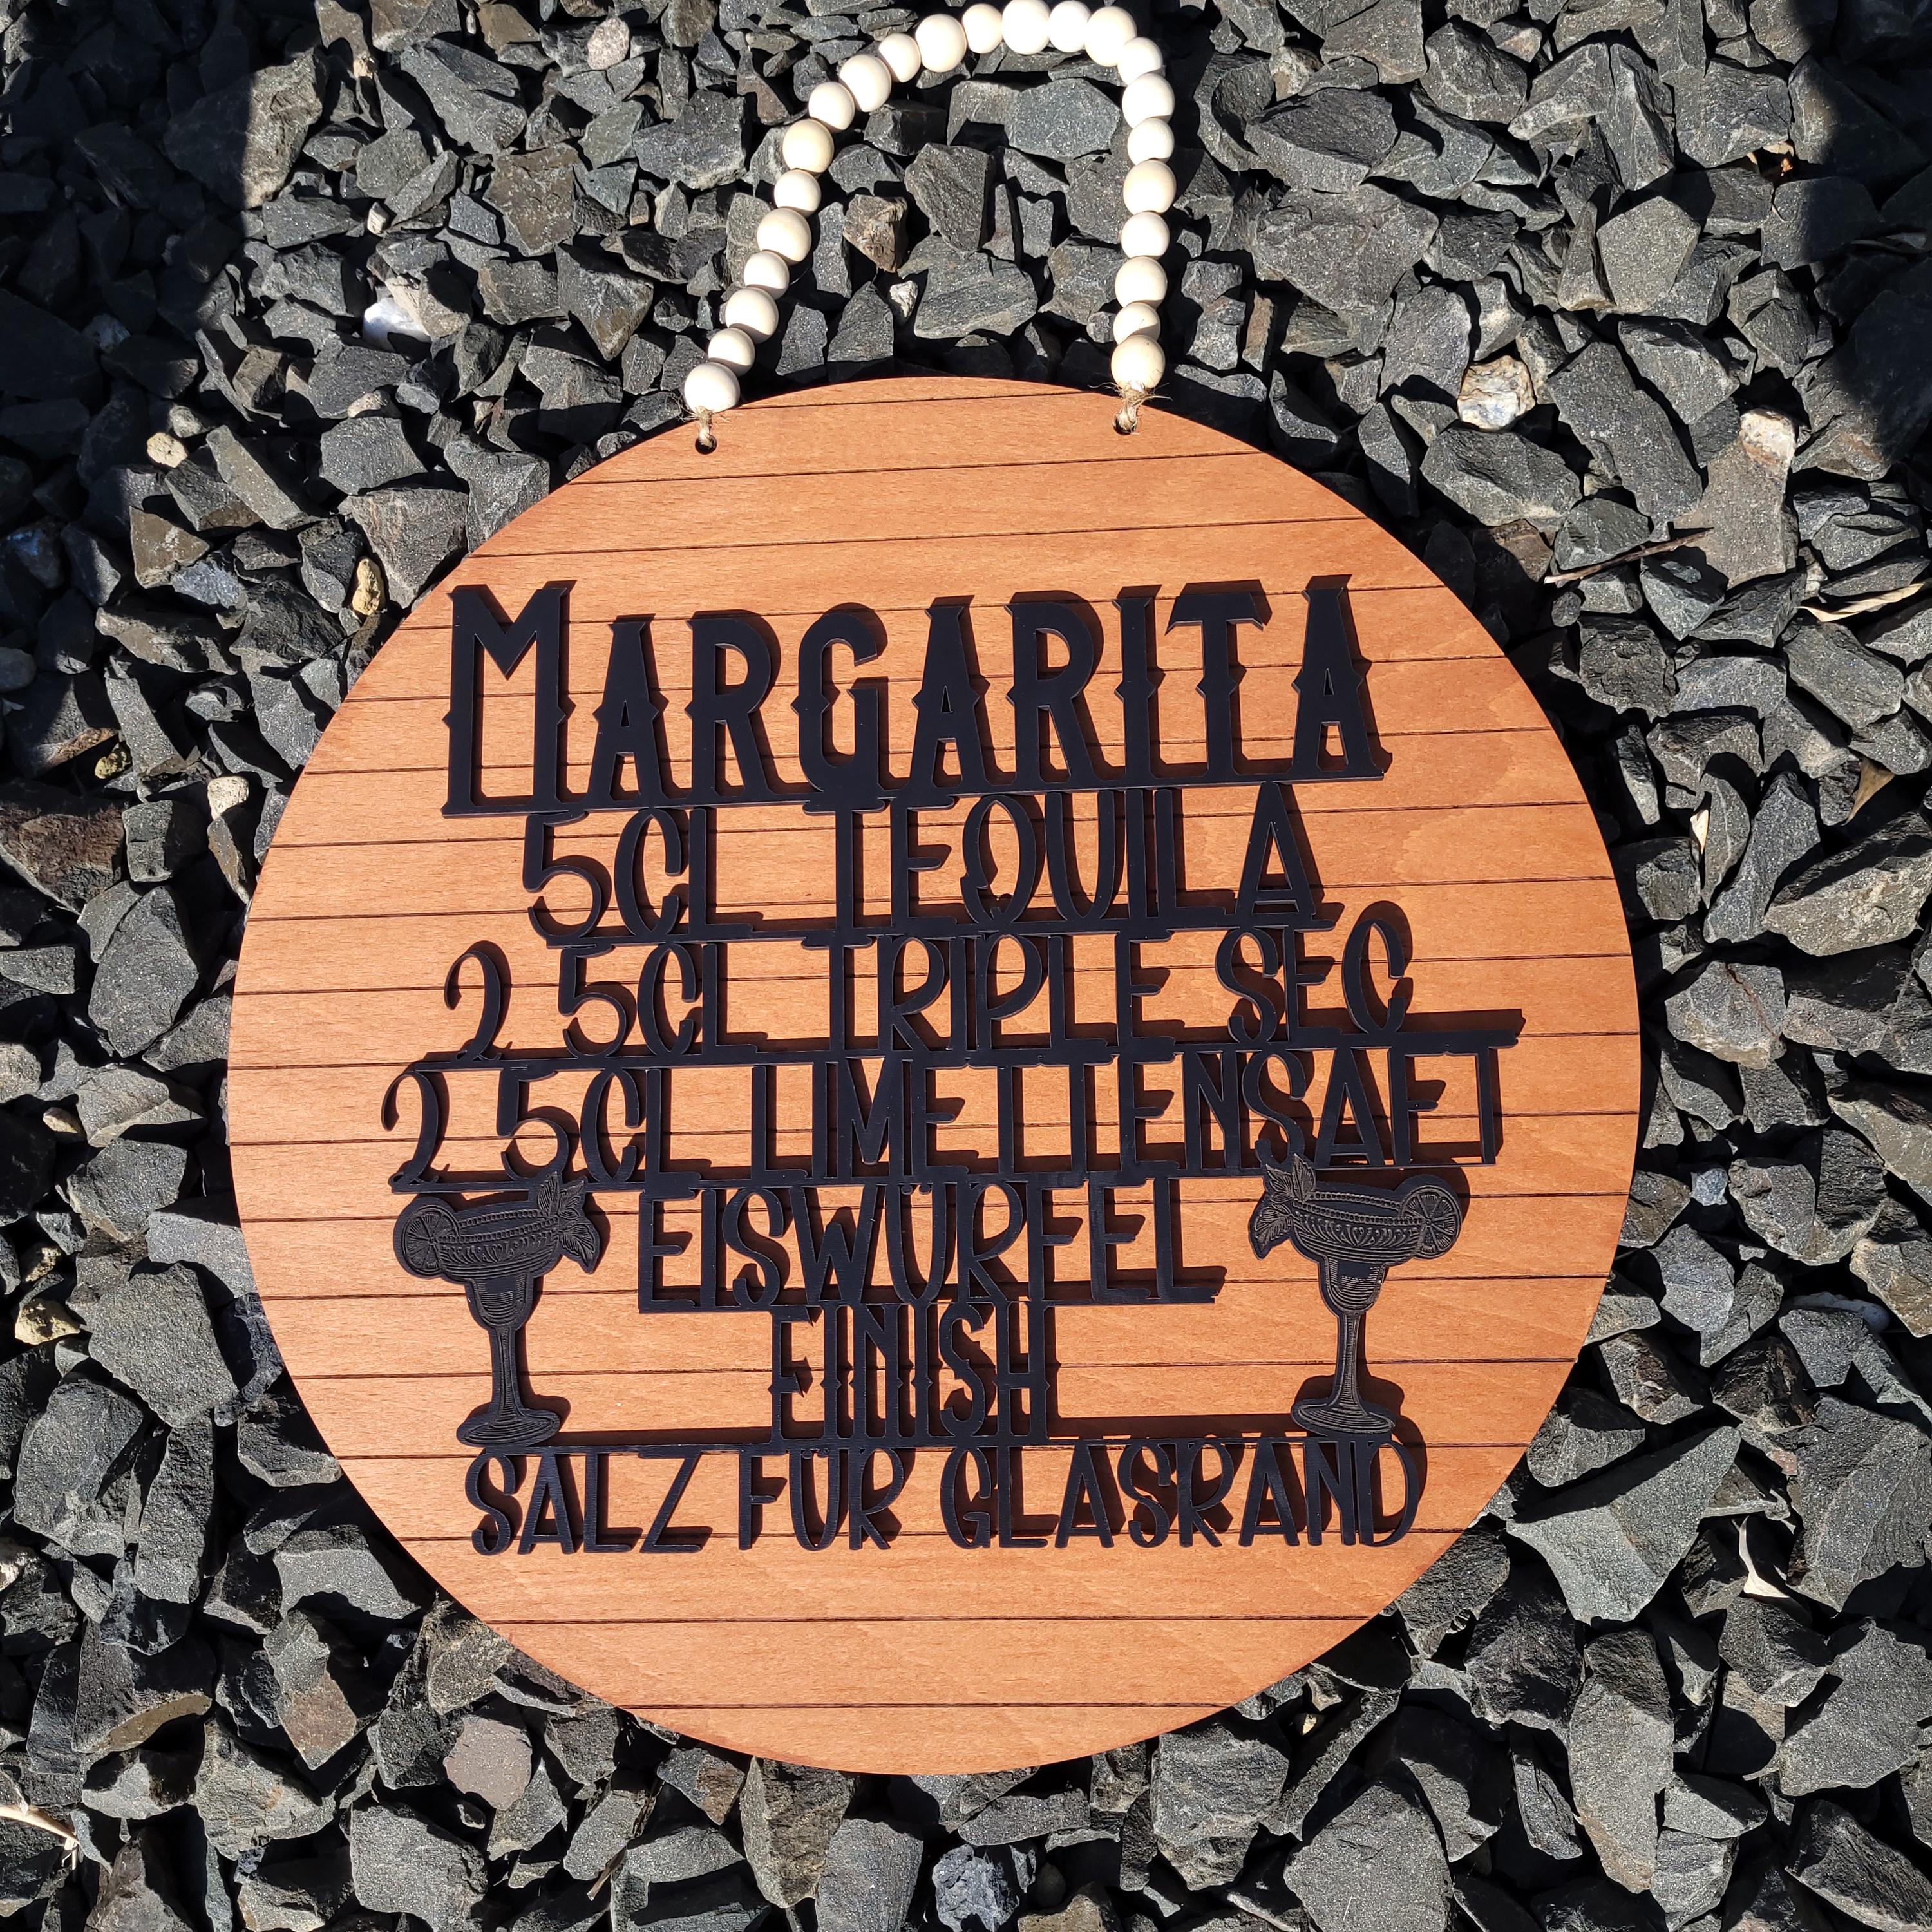 MARGARITA
5CL TEQUILA
2 5CL TRIPLE SEC
2 5CL LIMETTENSAFT
EISWÜRFEL
FINISH
SALZ FÜR GLASRAND